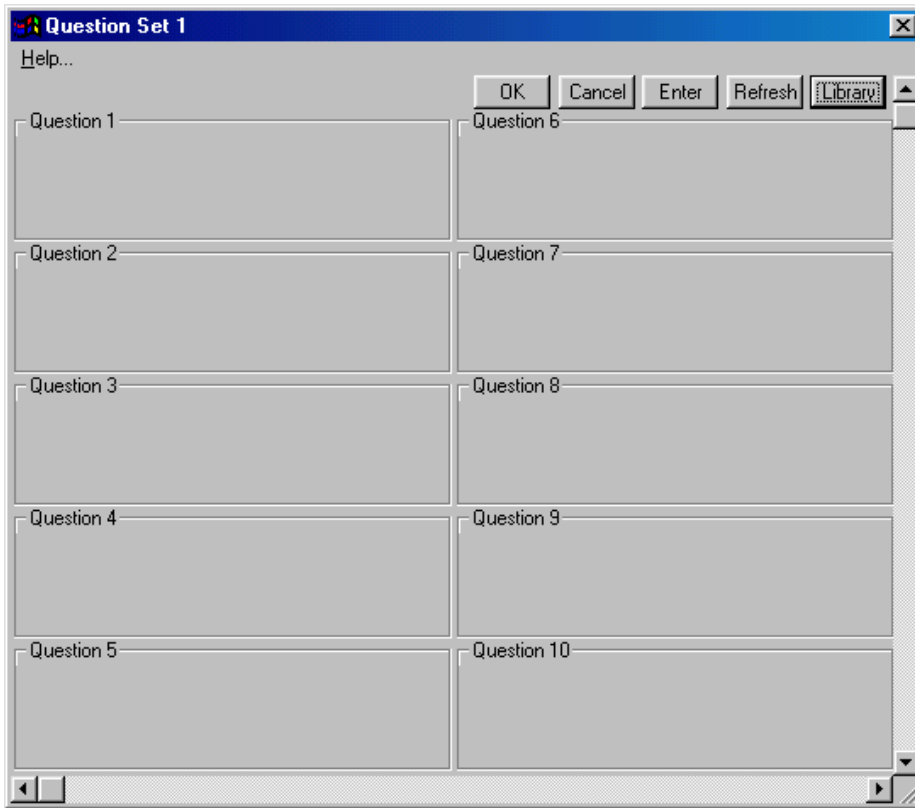 Question Set 1
Help...
OK Cancel Enter Refresh Library
Question 1
Question 6
Question 2
Question 7
Question 3
Question 8
Question 4
Question 9
Question 5
Question 10